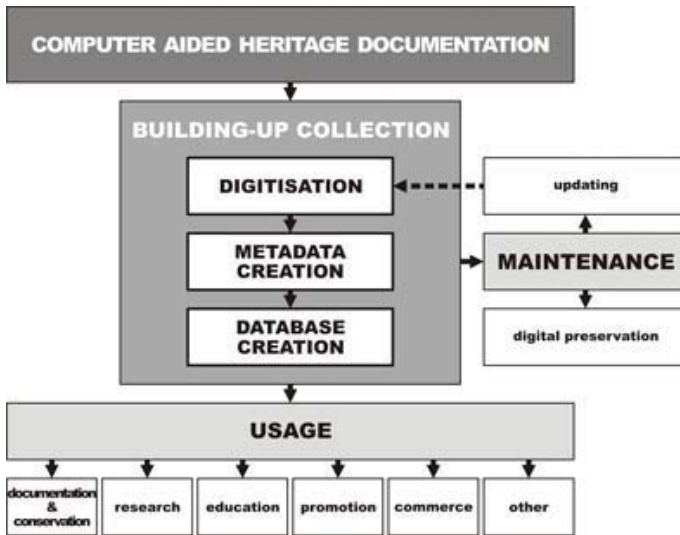 COMPUTER AIDED HERITAGE DOCUMENTATION
BUILDING-UP COLLECTION
DIGITISATION
updating
METADATA
CREATION
MAINTENANCE
DATABASE
CREATION
digital preservation
USAGE
documentation
&
conservation
research
education
promotion
commerce
other